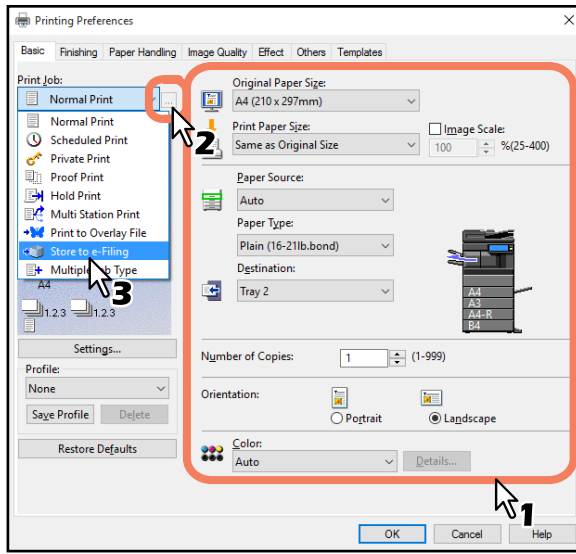 Printing Preferences
Basic Finishing Paper Handling Image Quality Effect Others Templates
Print Job:
Normal Print ...
Normal Print
Scheduled Print
Private Print
Proof Print
Hold Print
Multi Station Print
Print to Overlay File
Store to e-Filing
Multiple Job Type
A4
1.2.3 1.2.3
Settings...
Profile:
None
Save Profile Delete
Restore Defaults
2
3
Original Paper Size:
A4 (210 x 297mm)
Print Paper Size:
Same as Original Size
Image Scale:
100 %(25-400)
Paper Source:
Auto
Paper Type:
Plain (16-21lb.bond)
Destination:
Tray 2
A4
A3
A4-R
B4
Number of Copies: 1 (1-999)
Orientation:
Portrait Landscape
Color:
Auto Details...
1
OK Cancel Help